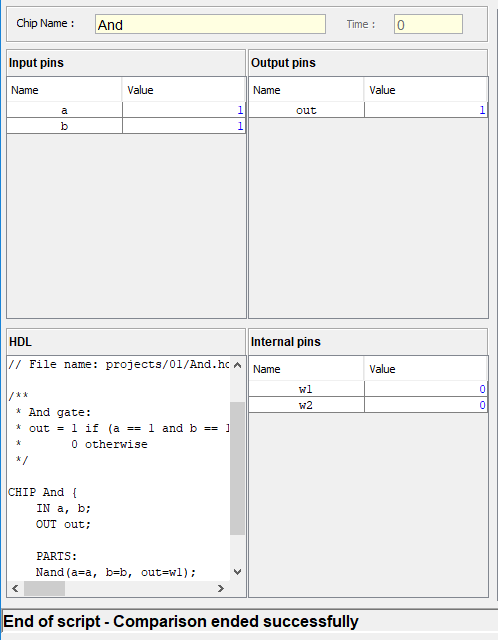 Chip Name : And Time : 0
Input pins
Name Value
a 1
b 1
Output pins
Name Value
out 1
HDL
// File name: projects/01/And.hd
/**
* And gate:
* out = 1 if (a == 1 and b == 1
* 0 otherwise
*/
CHIP And {
IN a, b;
OUT out;
PARTS:
Nand(a=a, b=b, out=w1);
Internal pins
Name Value
w1 0
w2 0
End of script - Comparison ended successfully